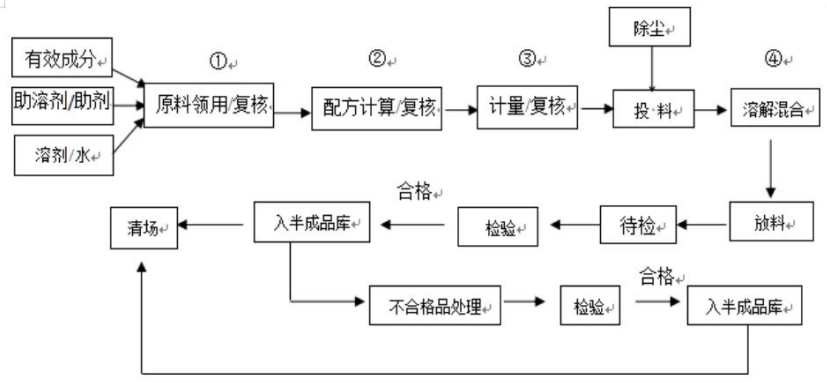 除尘
有效成分
①
②
③
④
助溶剂/助剂
原料领用/复核
配方计算/复核
计量/复核
投·料
溶解混合
溶剂/水
合格
清场
入半成品库
检验
待检
放料
合格
不合格品处理
检验
入半成品库